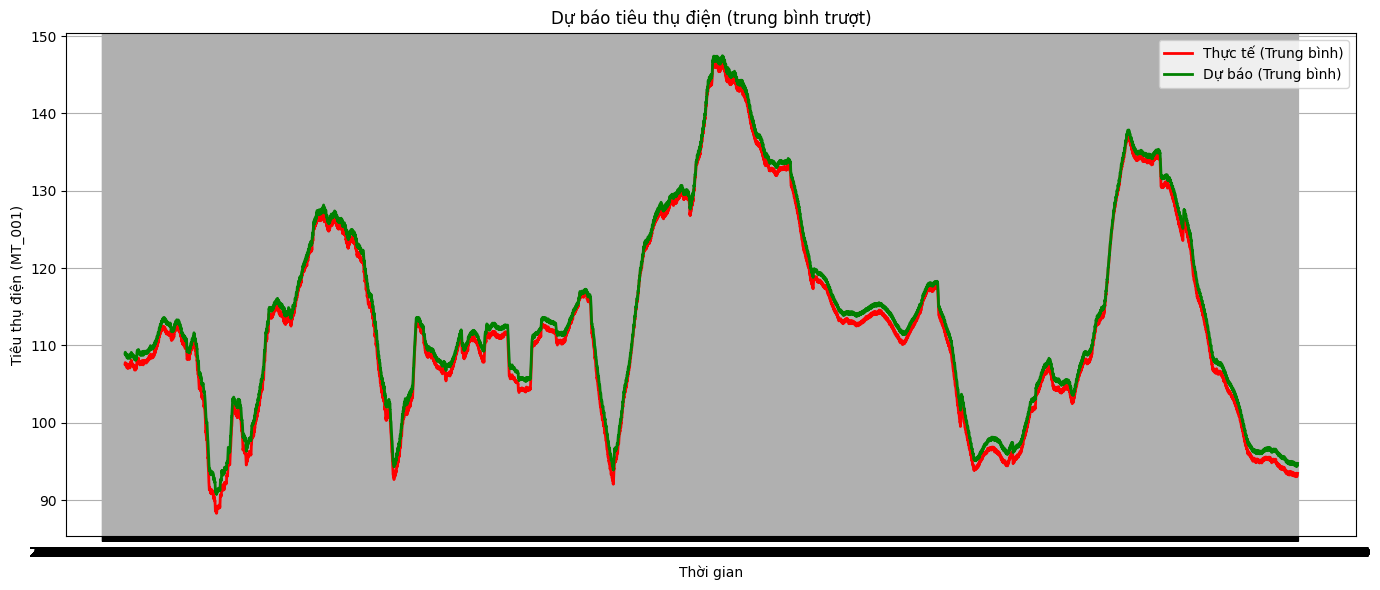 Dự báo tiêu thụ điện (trung bình trượt)
Thực tế (Trung bình)
Dự báo (Trung bình)
Tiêu thụ điện (MT_001)
150
140
130
120
110
100
90
Thời gian